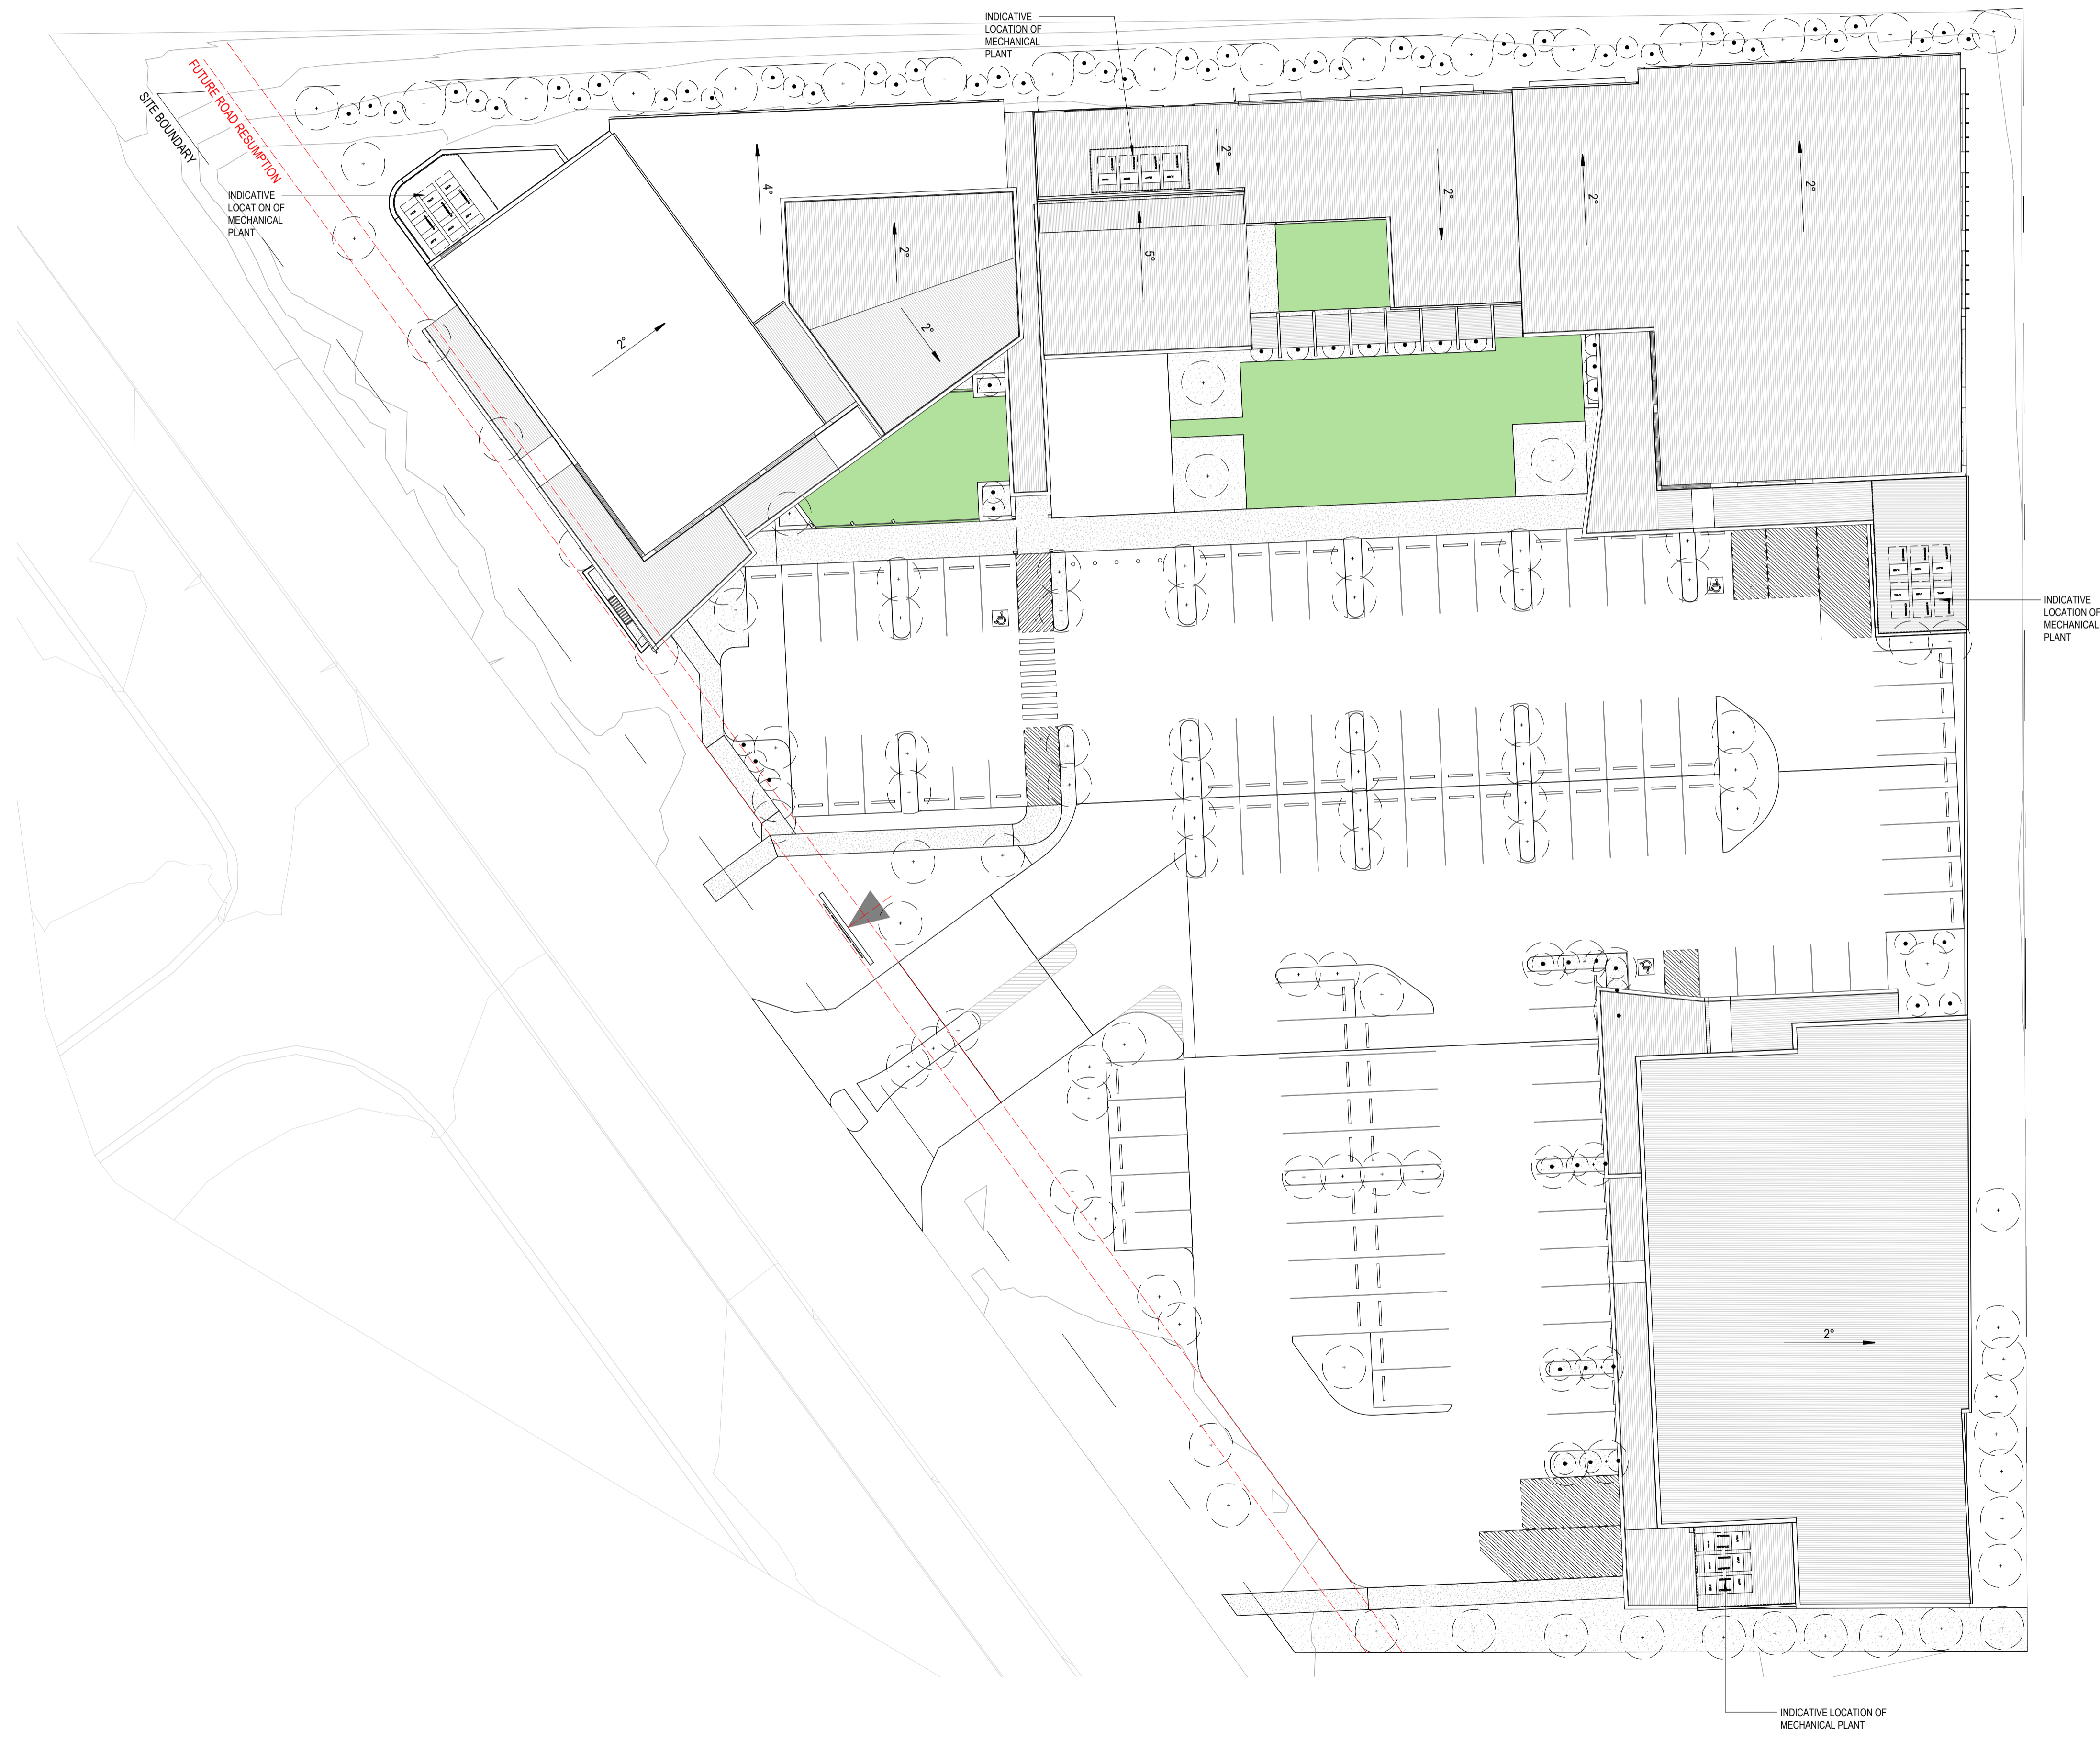 INDICATIVE
LOCATION OF
MECHANICAL
PLANT
FUTURE ROAD RESUMPTION
SITE BOUNDARY
INDICATIVE
LOCATION OF
MECHANICAL
PLANT
4°
2°
2°
2°
2°
2°
5°
2°
2°
2°
INDICATIVE
LOCATION OF
MECHANICAL
PLANT
2°
INDICATIVE LOCATION OF
MECHANICAL PLANT